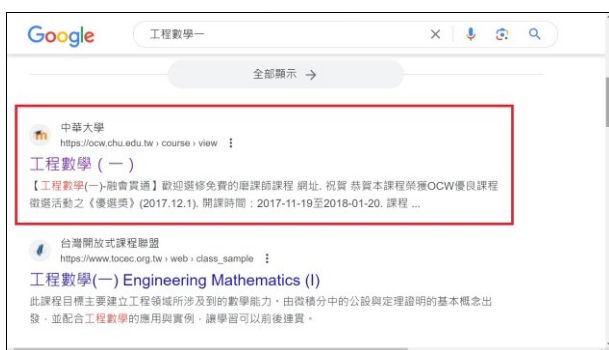 Google
工程數學一
全部顯示 →
中華大學
https://ocw.chu.edu.tw › course › view
工程數學 ( 一 )
【工程數學(一)-融會貫通】歡迎選修免費的磨課師課程 網址. 祝賀 恭賀本課程榮獲OCW優良課程
徵選活動之《優選獎》(2017.12.1). 開課時間：2017-11-19至2018-01-20. 課程 ...
台灣開放式課程聯盟
https://www.tocec.org.tw › web › class_sample
工程數學(一) Engineering Mathematics (I)
此課程目標主要建立工程領域所涉及到的數學能力。由微積分中的公設與定理證明的基本概念出
發，並配合工程數學的應用與實例，讓學習可以前後連貫。